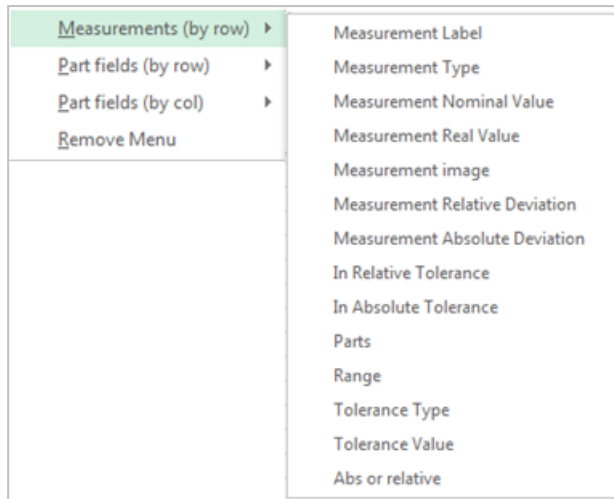 Measurements (by row)
Part fields (by row)
Part fields (by col)
Remove Menu
Measurement Label
Measurement Type
Measurement Nominal Value
Measurement Real Value
Measurement image
Measurement Relative Deviation
Measurement Absolute Deviation
In Relative Tolerance
In Absolute Tolerance
Parts
Range
Tolerance Type
Tolerance Value
Abs or relative